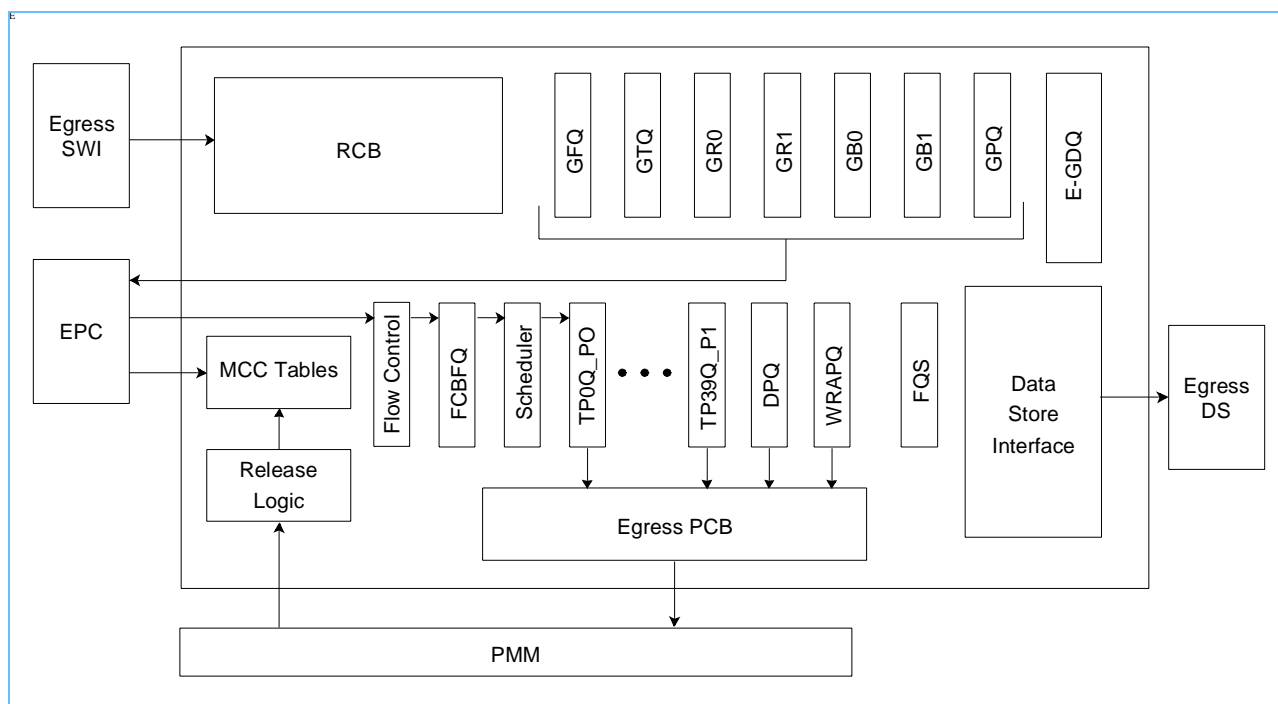 E
Egress
SWI
RCB
GFQ
GTQ
GR0
GR1
GB0
GB1
GPQ
E-GDQ
EPC
MCC Tables
Release
Logic
Flow Control
FCBFQ
Scheduler
TP0Q_PO
• • •
TP39Q_P1
DPQ
WRAPQ
FQS
Data
Store
Interface
Egress
DS
Egress PCB
PMM